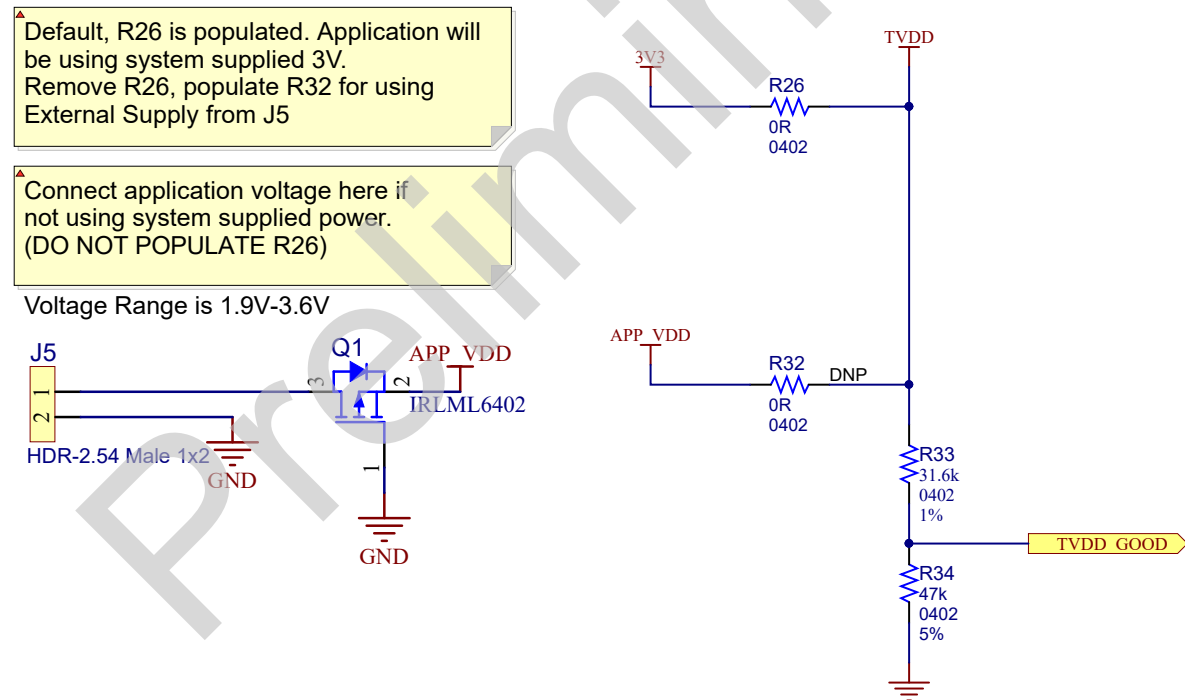 Default, R26 is populated. Application will
be using system supplied 3V.
Remove R26, populate R32 for using
External Supply from J5
Connect application voltage here if
not using system supplied power.
(DO NOT POPULATE R26)
Voltage Range is 1.9V-3.6V
J5
1
2
HDR-2.54 Male 1x2
GND
Q1
3
2
1
APP_VDD
IRLML6402
GND
TVDD
3V3
R26
0R
0402
APP_VDD
R32
DNP
0R
0402
R33
31.6k
0402
1%
TVDD_GOOD
R34
47k
0402
5%